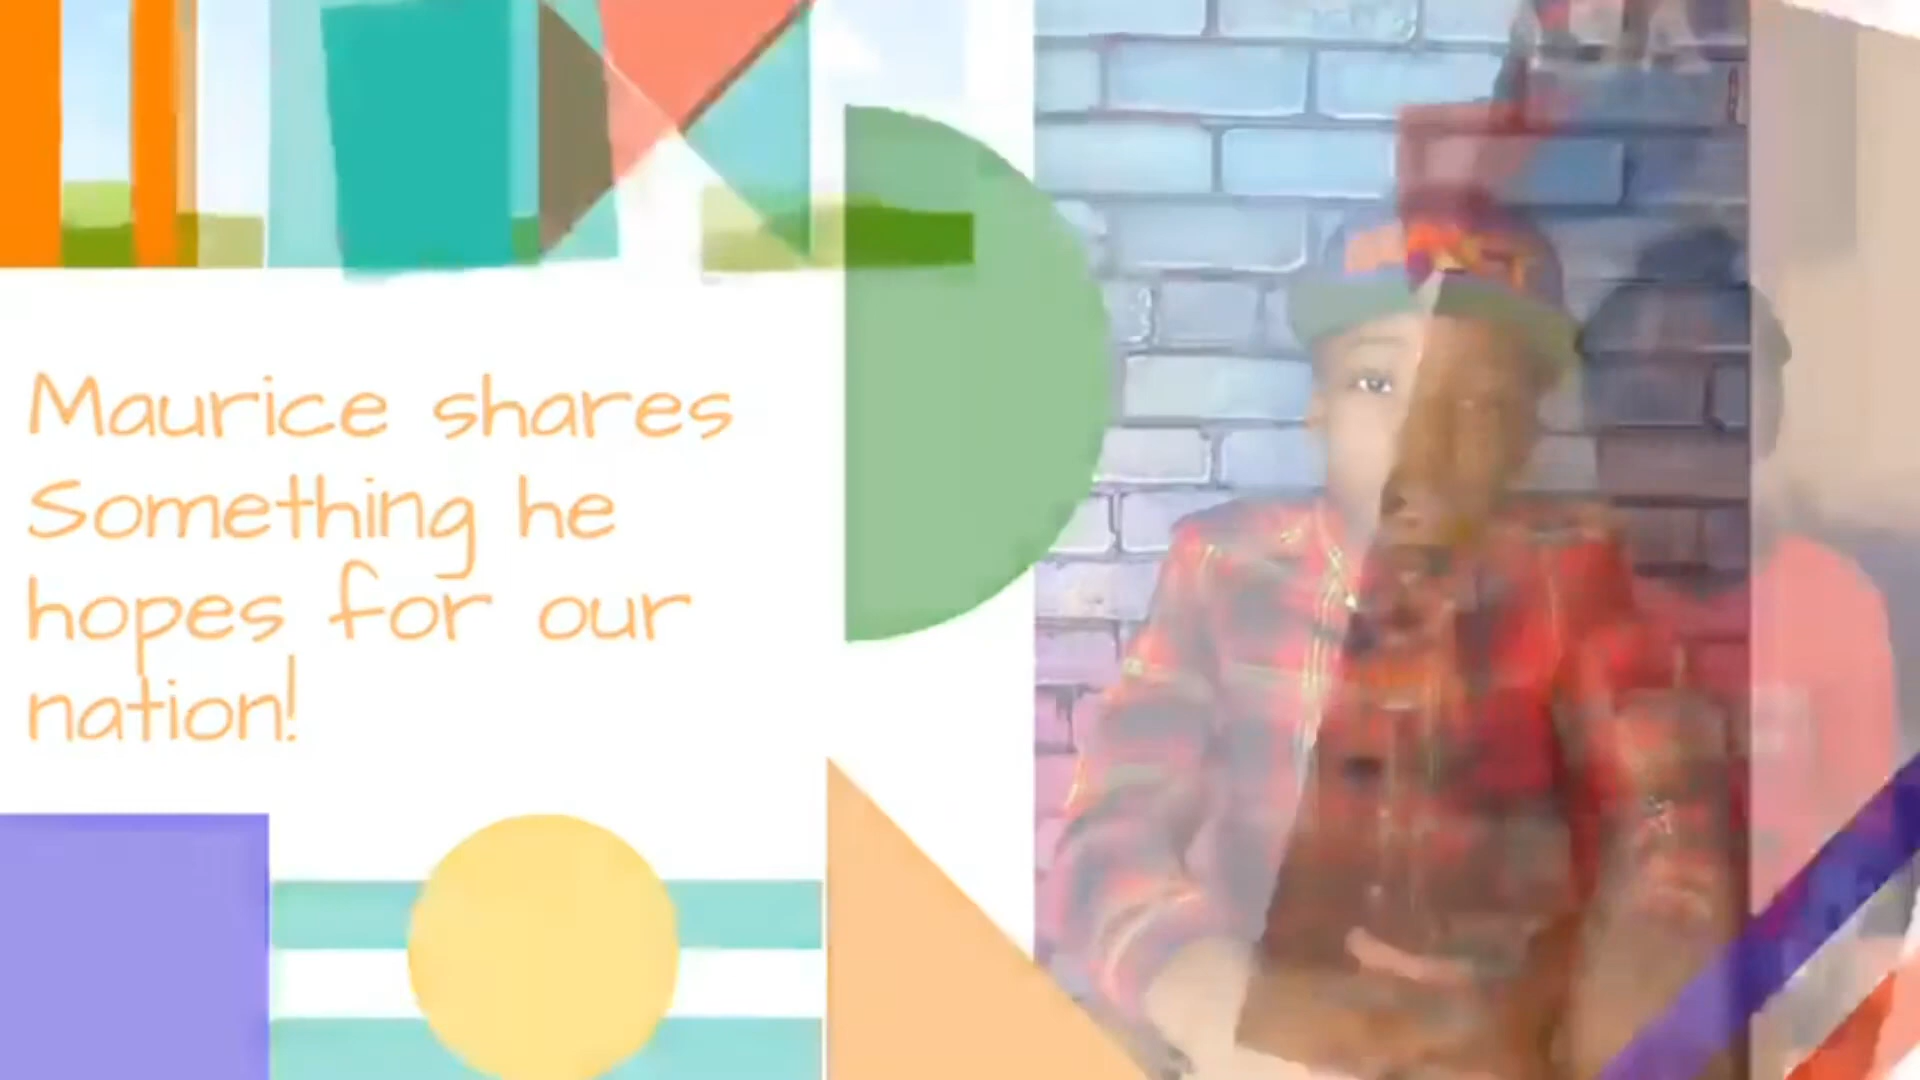 Maurice shares
Something he
hopes for our
nation!